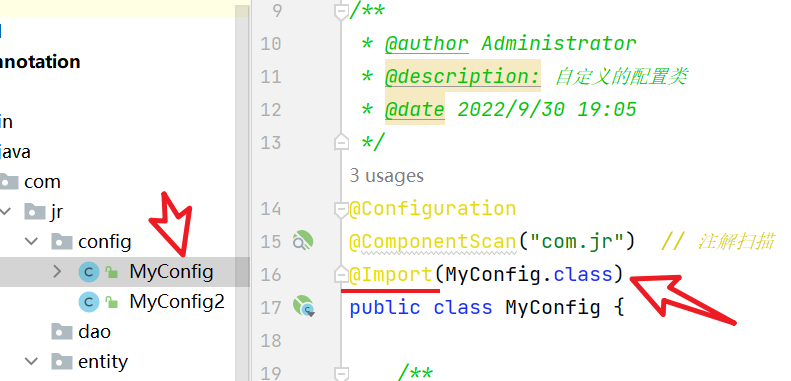 nnotation
in
java
com
jr
config
MyConfig
MyConfig2
dao
entity
9 /**
10 * @author Administrator
11 * @description: 自定义的配置类
12 * @date 2022/9/30 19:05
13 */
3 usages
14 @Configuration
15 @ComponentScan("com.jr") // 注解扫描
16 @Import(MyConfig.class)
17 public class MyConfig {
18
19 /**